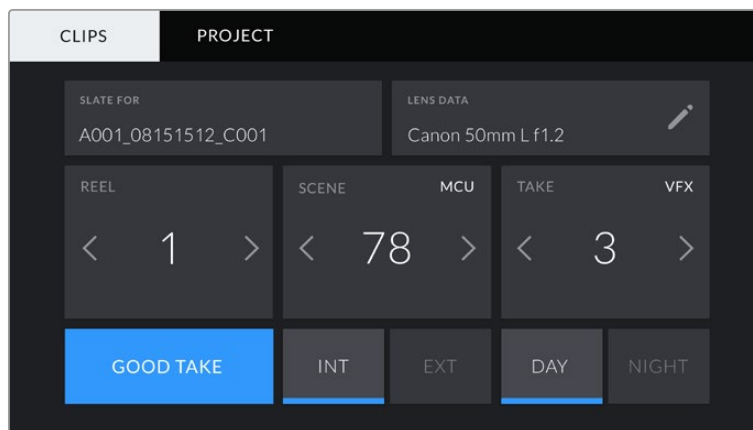 CLIPS PROJECT
SLATE FOR
A001_08151512_C001
LENS DATA
Canon 50mm L f1.2
REEL
1
SCENE MCU
78
TAKE VFX
3
GOOD TAKE
INT
EXT
DAY
NIGHT